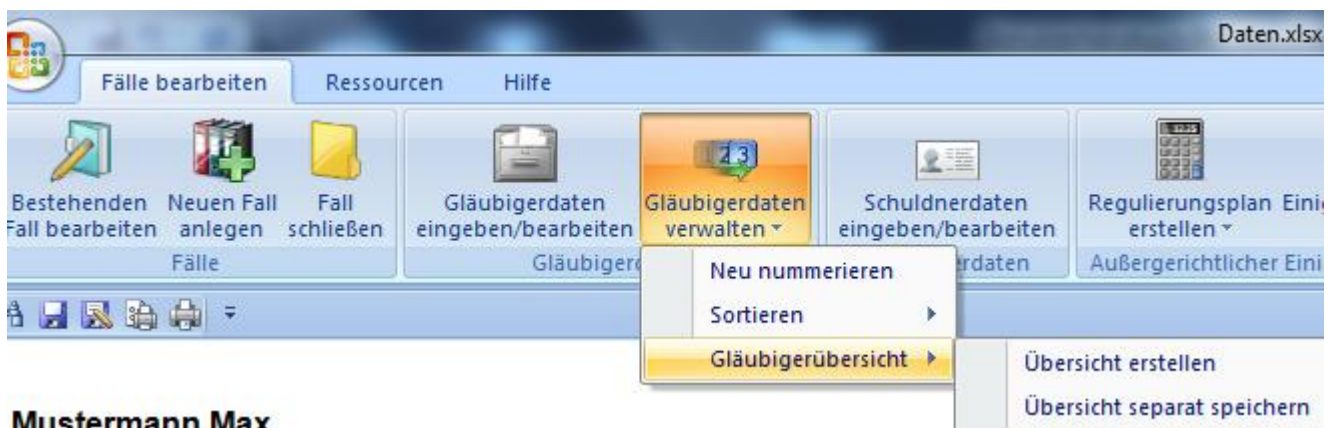 Daten.xlsx
Fälle bearbeiten Ressourcen Hilfe
Bestehenden Neuen Fall Fall Gläubigerdaten Gläubigerdaten Schuldnerdaten Regulierungsplan
Fall bearbeiten anlegen schließen eingeben/bearbeiten verwalten eingeben/bearbeiten erstellen
Fälle Außergerichtlicher
Neu nummerieren
Sortieren
Gläubigerübersicht
Übersicht erstellen
Übersicht separat speichern
Mustermann Max